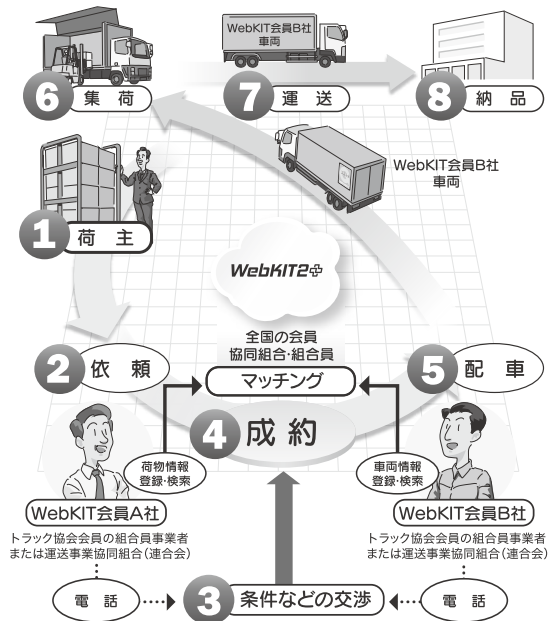 WebKIT会員B社
車両
6 集荷
7 運送
8 納品
WebKIT会員B社
車両
1 荷主
WebKIT2+
全国の会員
協同組合・組合員
マッチング
2 依頼
5 配車
4 成約
荷物情報
登録・検索
車両情報
登録・検索
WebKIT会員A社
トラック協会会員の組合員事業者
または運送事業協同組合（連合会）
WebKIT会員B社
トラック協会会員の組合員事業者
または運送事業協同組合（連合会）
電話
3 条件などの交渉
電話